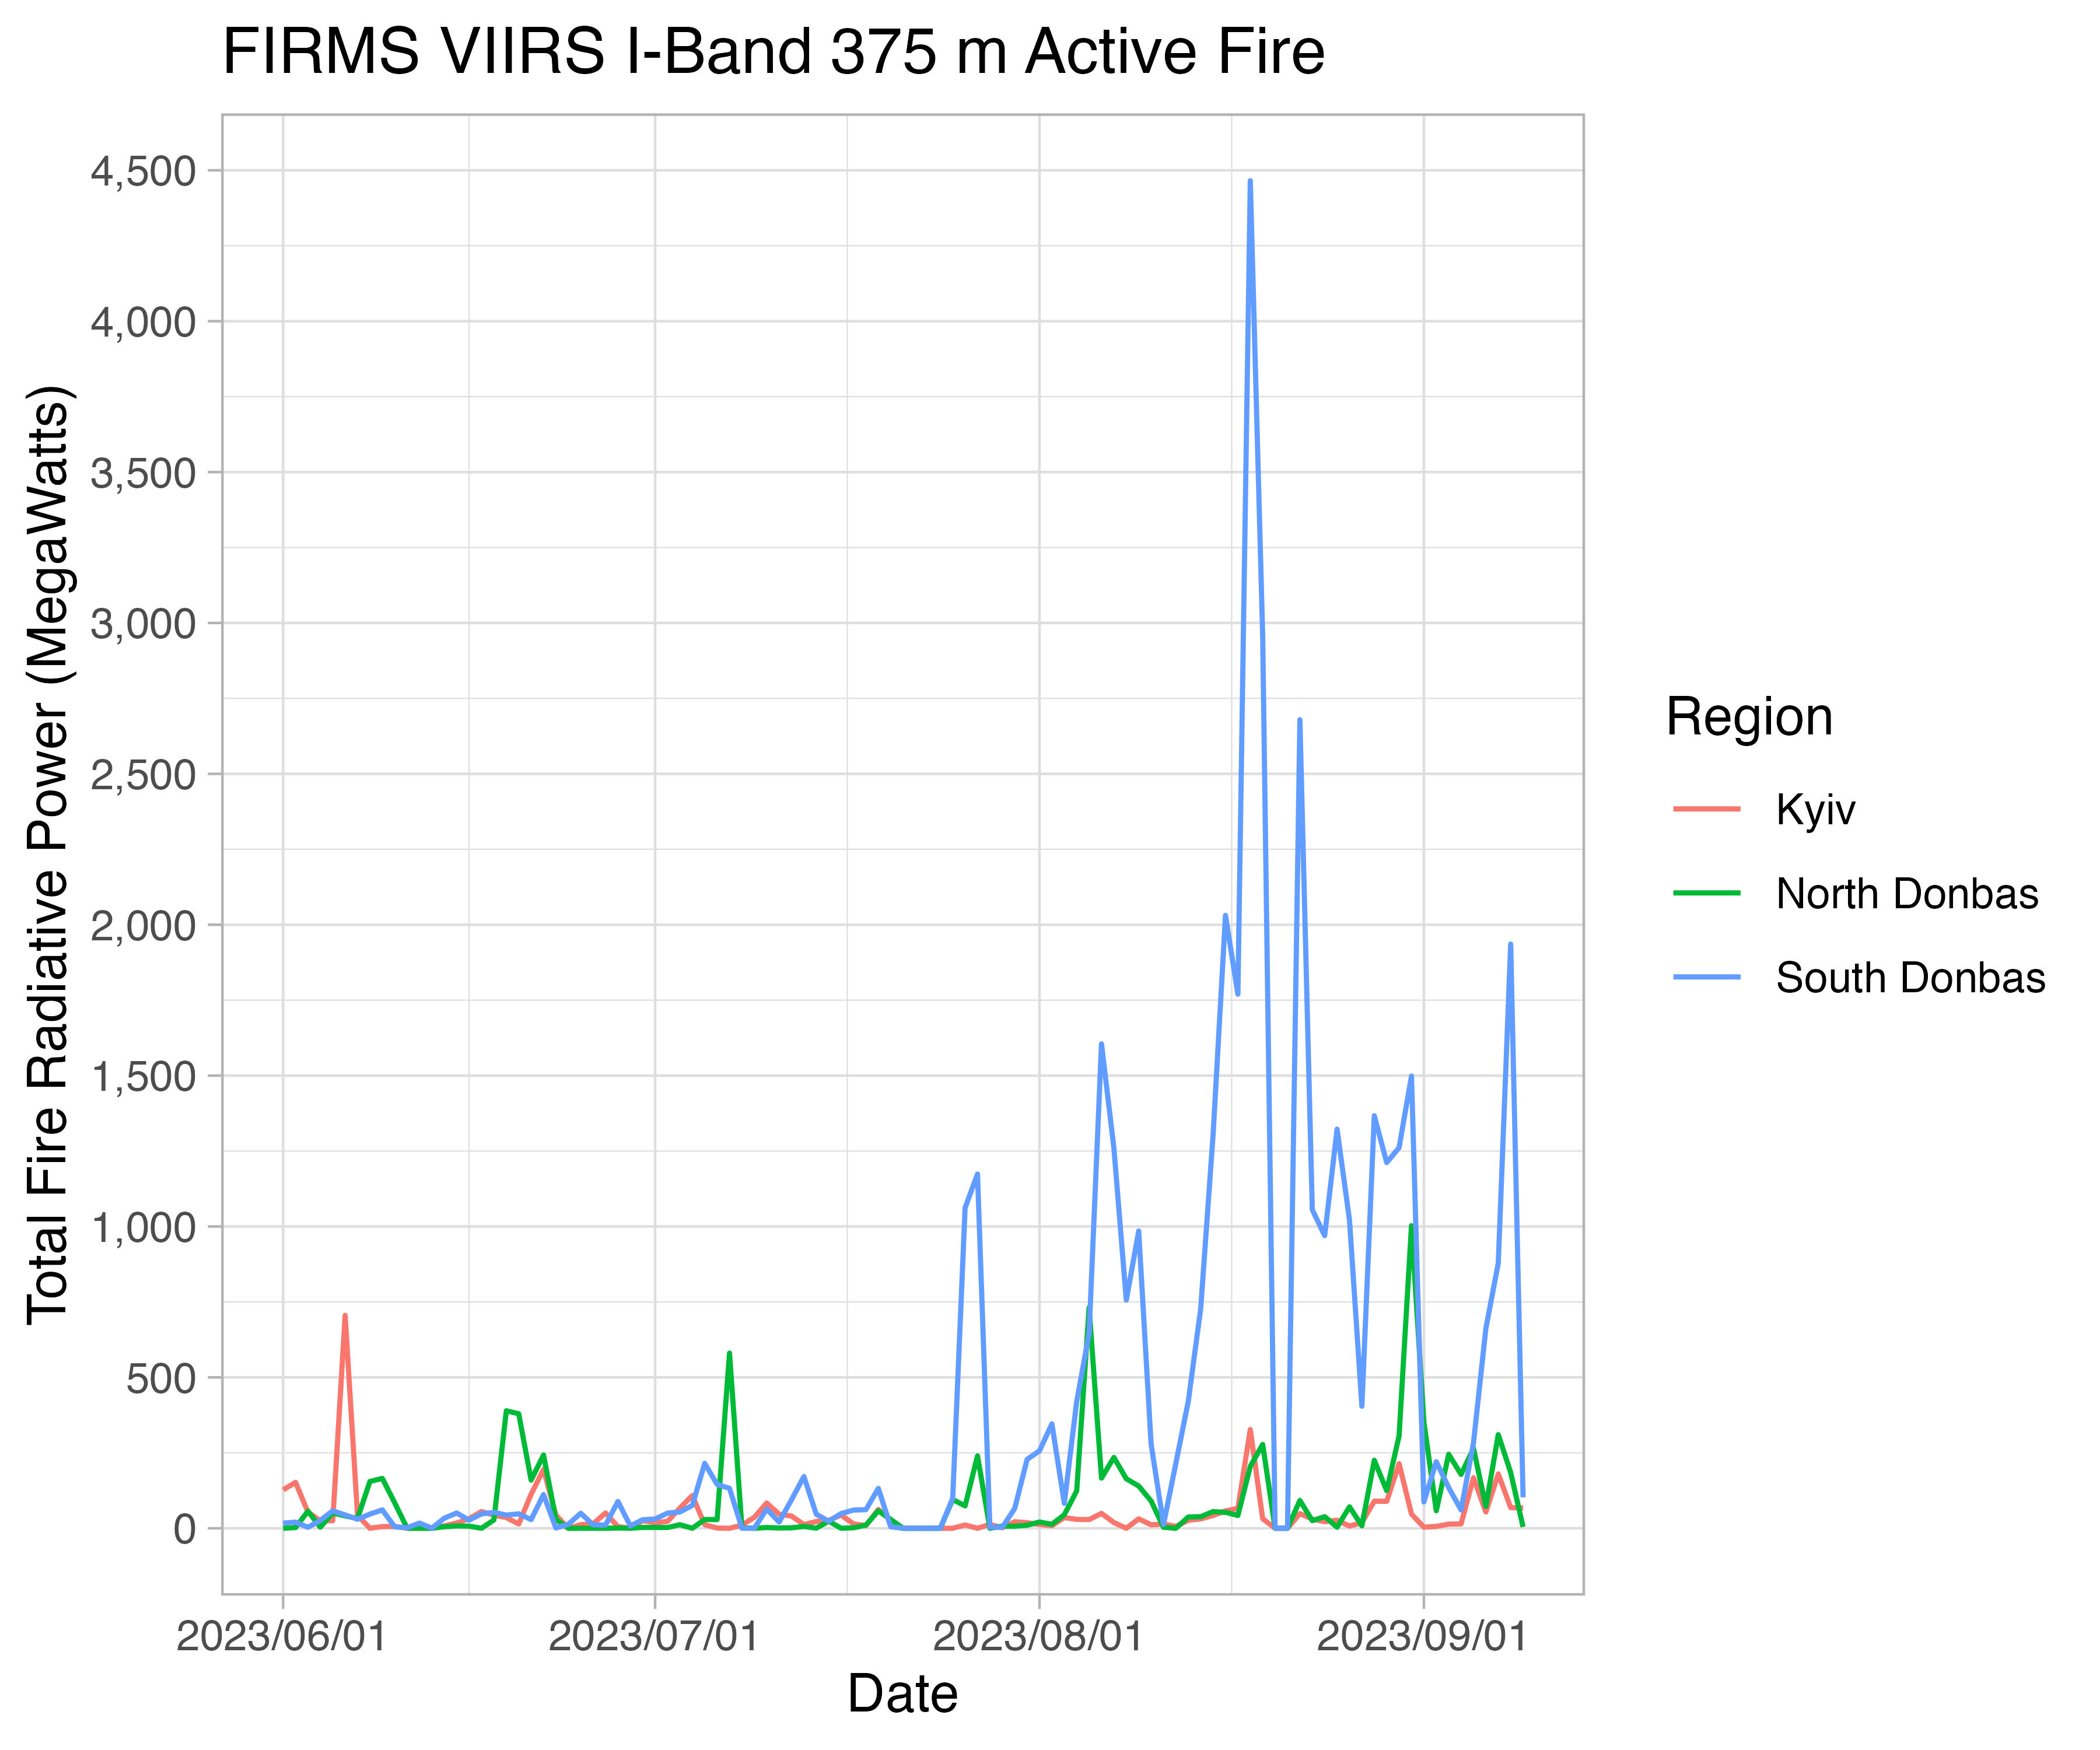 FIRMS VIIRS I-Band 375 m Active Fire
Total Fire Radiative Power (MegaWatts)
4,500
4,000
3,500
3,000
2,500
2,000
1,500
1,000
500
0
2023/06/01
2023/07/01
2023/08/01
2023/09/01
Date
Region
Kyiv
North Donbas
South Donbas